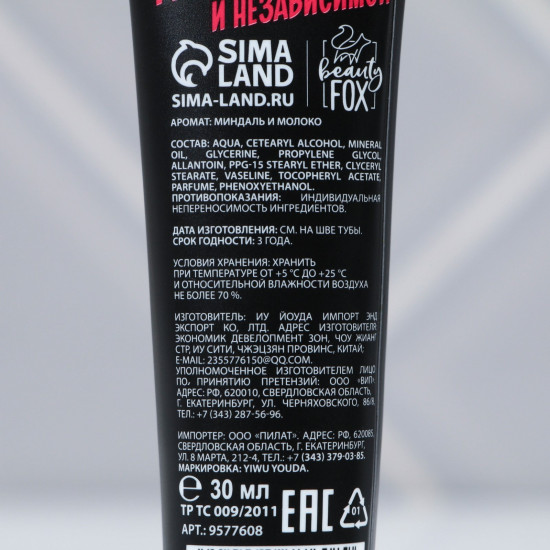 И НЕЗАВИСИМОЙ
SIMA
LAND
SIMA-LAND.RU
beauty
FOX
АРОМАТ: МИНДАЛЬ И МОЛОКО
СОСТАВ: AQUA, CETEARYL ALCOHOL, MINERAL
OIL, GLYCERINE, PROPYLENE GLYCOL,
ALLANTOIN, PPG-15 STEARYL ETHER, GLYCERYL
STEARATE, VASELINE, TOCOPHERYL ACETATE,
PARFUME, PHENOXYETHANOL.
ПРОТИВОПОКАЗАНИЯ: ИНДИВИДУАЛЬНАЯ
НЕПЕРЕНОСИМОСТЬ ИНГРЕДИЕНТОВ.
ДАТА ИЗГОТОВЛЕНИЯ: СМ. НА ШВЕ ТУБЫ.
СРОК ГОДНОСТИ: 3 ГОДА.
УСЛОВИЯ ХРАНЕНИЯ: ХРАНИТЬ
ПРИ ТЕМПЕРАТУРЕ ОТ +5 °C ДО +25 °C
И ОТНОСИТЕЛЬНОЙ ВЛАЖНОСТИ ВОЗДУХА
НЕ БОЛЕЕ 70 %.
ИЗГОТОВИТЕЛЬ: ИУ ЙОУДА ИМПОРТ ЭНД
ЭКСПОРТ КО, ЛТД. АДРЕС ИЗГОТОВИТЕЛЯ:
ЭКОНОМИК ДЕВЕЛОПМЕНТ ЗОН, ЧОУ ЖИАНГ
СТР, ИУ СИТИ, ЧЖЭЦЗЯН ПРОВИНС, КИТАЙ;
E-MAIL: 2355776150@QQ.COM.
УПОЛНОМОЧЕННОЕ ИЗГОТОВИТЕЛЕМ ЛИЦО
ПО ПРИНЯТИЮ ПРЕТЕНЗИЙ: ООО «ВИП».
АДРЕС: РФ, 620010, СВЕРДЛОВСКАЯ ОБЛАСТЬ,
Г. ЕКАТЕРИНБУРГ, УЛ. ЧЕРНЯХОВСКОГО, 86/8.
ТЕЛ.: +7 (343) 287-56-96.
ИМПОРТЕР: ООО «ПИЛАТ». АДРЕС: РФ, 620085,
СВЕРДЛОВСКАЯ ОБЛАСТЬ, Г. ЕКАТЕРИНБУРГ,
УЛ. 8 МАРТА, 212-4, ТЕЛ.: +7 (343) 379-03-85.
МАРКИРОВКА: YIWU YOUDA.
℮ 30 МЛ
ТР ТС 009/2011
АРТ.: 9577608
EAC
01